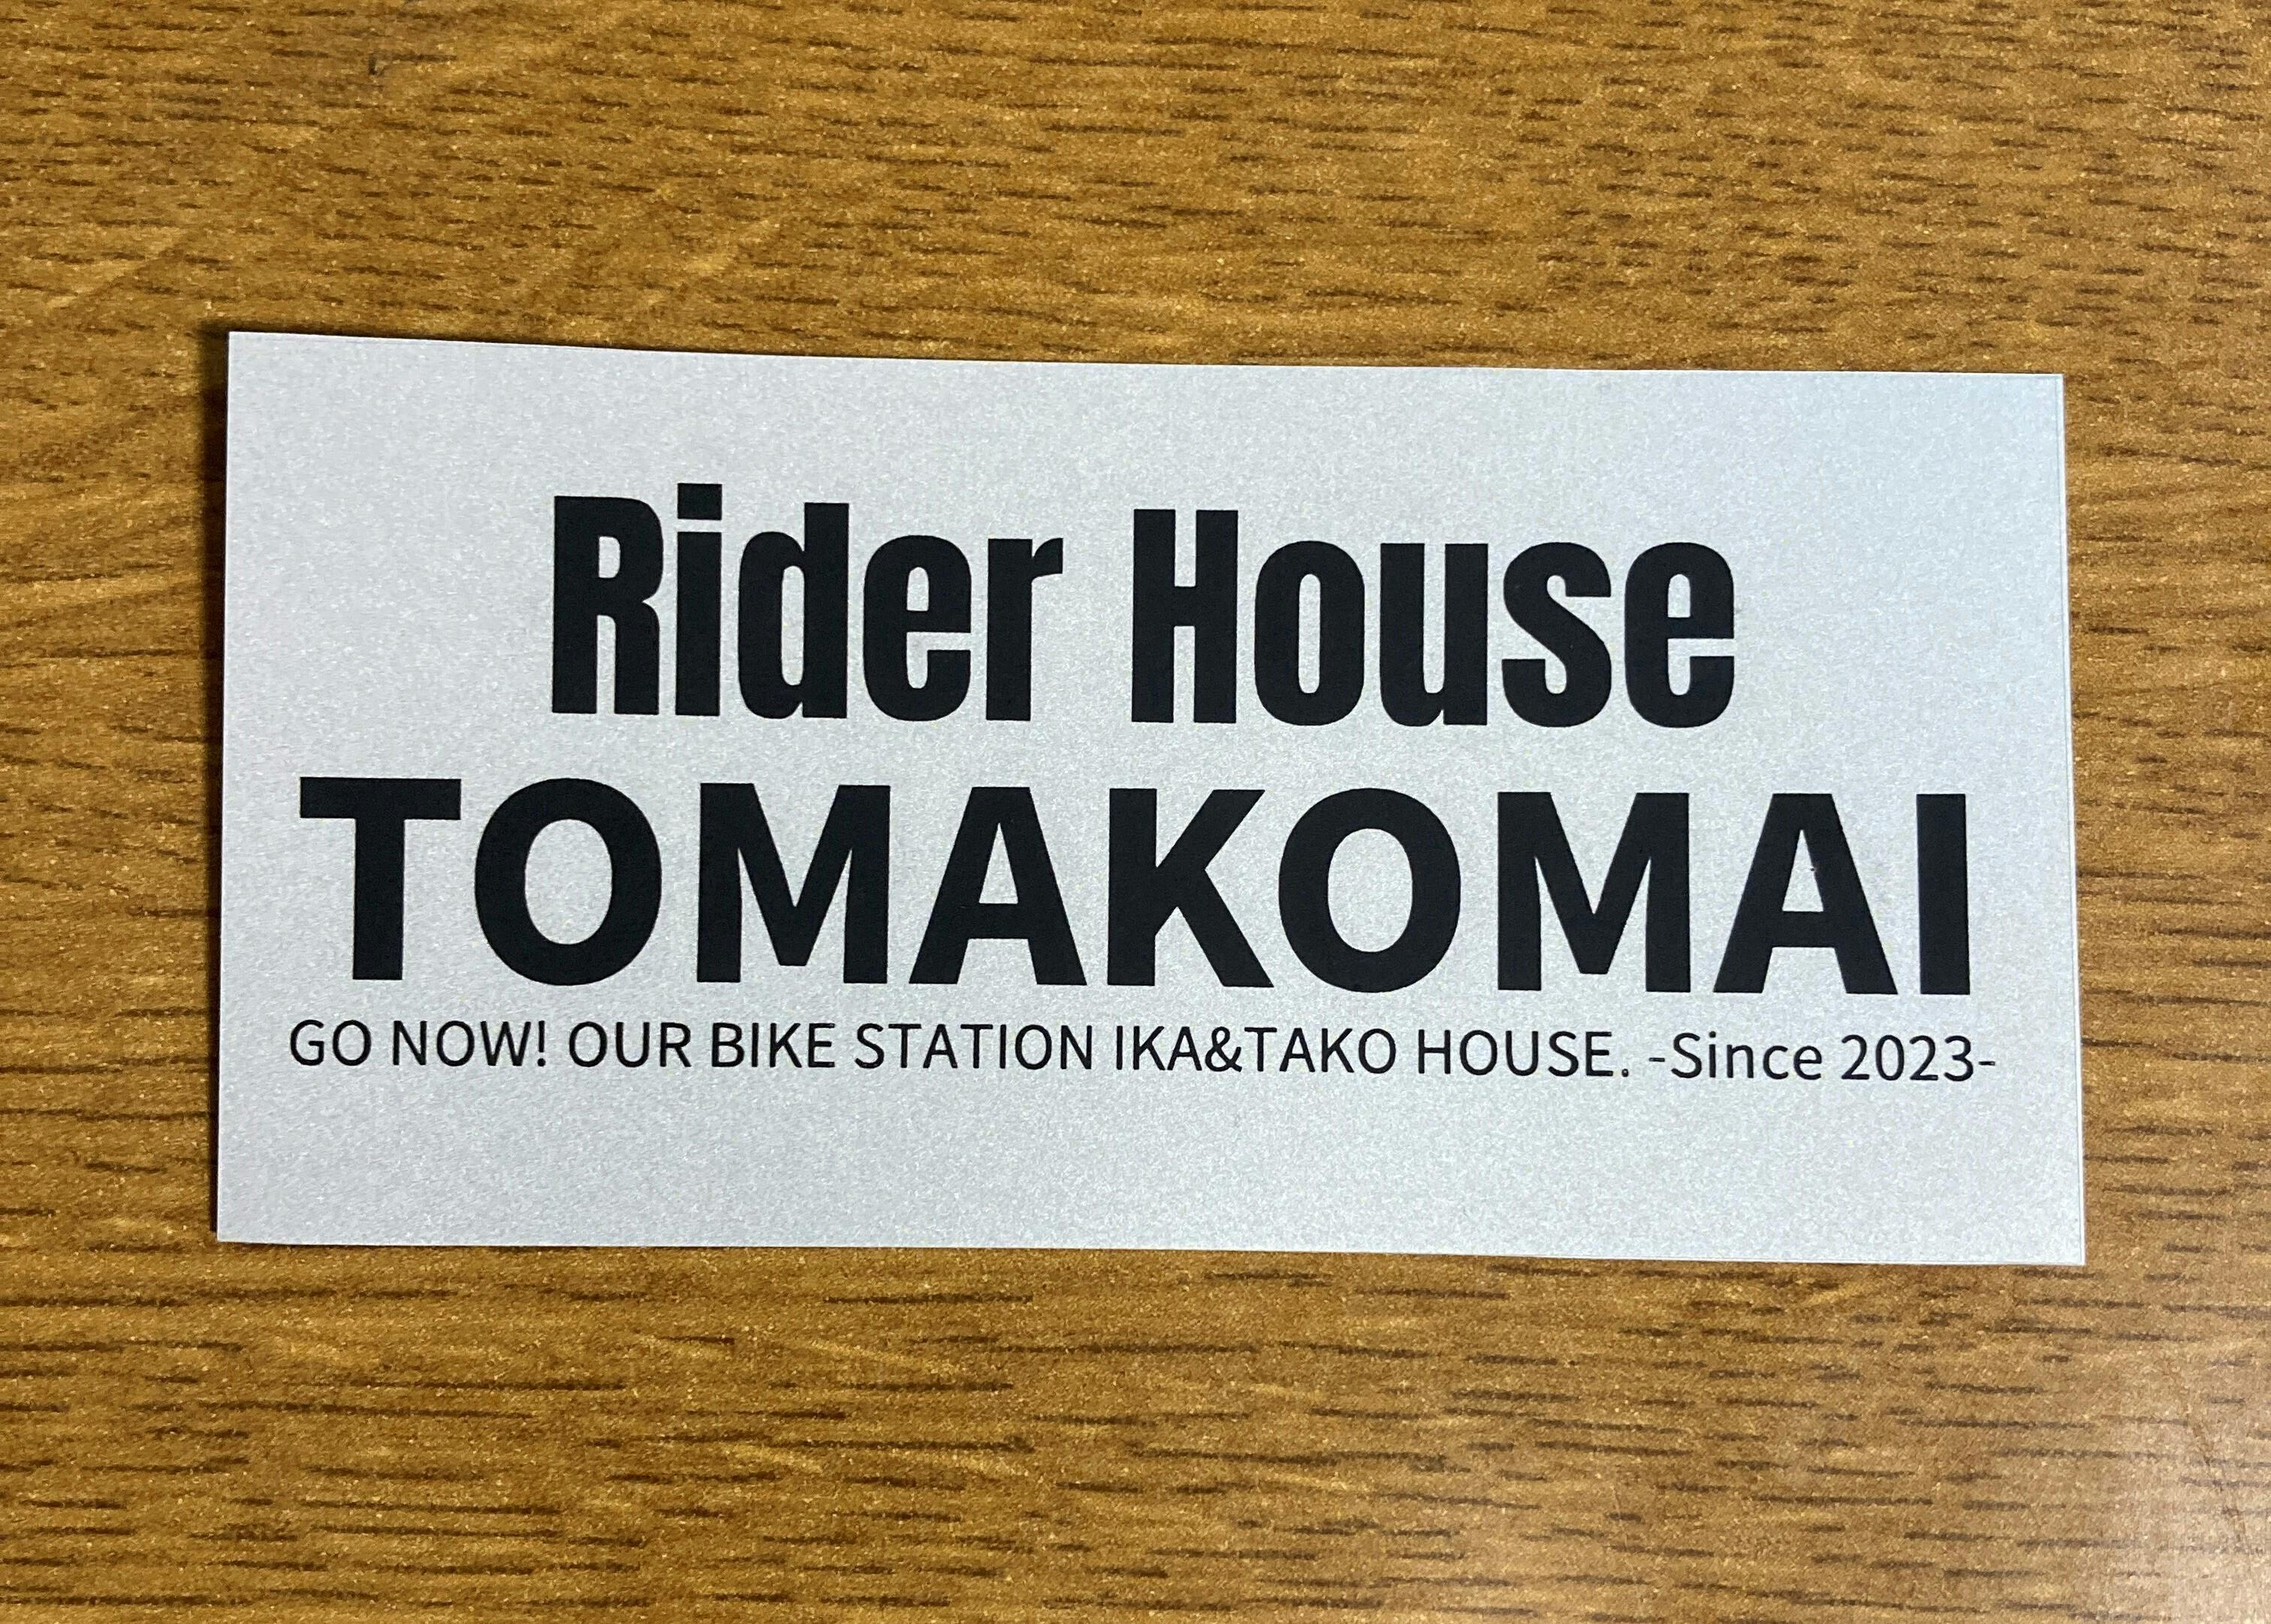 Rider House
TOMAKOMAI
GO NOW! OUR BIKE STATION IKA&TAKO HOUSE. -Since 2023-